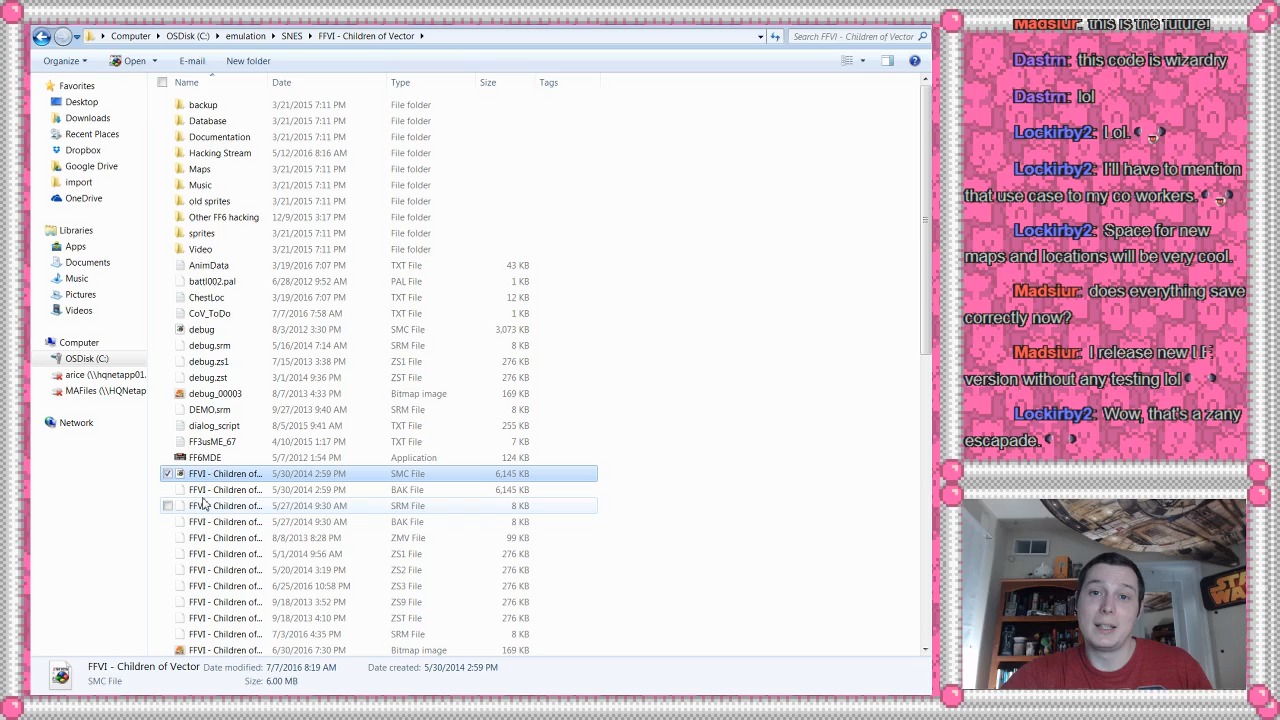 Computer ▸ OSDisk (C:) ▸ emulation ▸ SNES ▸ FFVI - Children of Vector ▸
Search FFVI - Children of Vector
Organize Open E-mail New folder
Name Date Type Size Tags
Favorites
Desktop
Downloads
Recent Places
Dropbox
Google Drive
import
OneDrive
Libraries
Apps
Documents
Music
Pictures
Videos
Computer
OSDisk (C:)
arice (\\hqnetapp01.
MAFiles (\\HQNetap
Network
backup 3/21/2015 7:11 PM File folder
Database 3/21/2015 7:11 PM File folder
Documentation 3/21/2015 7:11 PM File folder
Hacking Stream 5/12/2016 8:16 AM File folder
Maps 3/21/2015 7:11 PM File folder
Music 3/21/2015 7:11 PM File folder
old sprites 3/21/2015 7:11 PM File folder
Other FF6 hacking 12/9/2015 3:17 PM File folder
sprites 3/21/2015 7:11 PM File folder
Video 3/21/2015 7:11 PM File folder
AnimData 3/19/2016 7:07 PM TXT File 43 KB
battl002.pal 6/28/2012 9:52 AM PAL File 1 KB
ChestLoc 3/19/2016 7:07 PM TXT File 12 KB
CoV_ToDo 7/7/2016 7:58 AM TXT File 1 KB
debug 8/3/2012 3:30 PM SMC File 3,073 KB
debug.srm 5/16/2014 7:14 AM SRM File 8 KB
debug.zs1 7/15/2013 3:58 PM ZS1 File 276 KB
debug.zst 3/1/2014 9:36 PM ZST File 276 KB
debug_00003 8/7/2013 4:33 PM Bitmap image 169 KB
DEMO.srm 9/27/2013 9:40 AM SRM File 8 KB
dialog_script 8/5/2015 9:41 AM TXT File 255 KB
FF3usME_67 4/10/2015 1:17 PM TXT File 7 KB
FF6MDE 5/7/2012 1:54 PM Application 124 KB
FFVI - Children of... 5/30/2014 2:59 PM SMC File 6,145 KB
FFVI - Children of... 5/30/2014 2:59 PM BAK File 6,145 KB
FFVI - Children of... 5/27/2014 9:30 AM SRM File 8 KB
FFVI - Children of... 5/27/2014 9:30 AM BAK File 8 KB
FFVI - Children of... 8/8/2013 8:28 PM ZMV File 99 KB
FFVI - Children of... 5/1/2014 9:56 AM ZS1 File 276 KB
FFVI - Children of... 5/20/2014 3:19 PM ZS2 File 276 KB
FFVI - Children of... 6/25/2016 10:58 PM ZS3 File 276 KB
FFVI - Children of... 9/18/2013 3:52 PM ZS9 File 276 KB
FFVI - Children of... 9/18/2013 4:10 PM ZST File 276 KB
FFVI - Children of... 7/3/2016 4:35 PM SRM File 8 KB
FFVI - Children of... 6/30/2016 7:30 PM Bitmap image 169 KB
FFVI - Children of Vector Date modified: 7/7/2016 8:19 AM Date created: 5/30/2014 2:59 PM
SMC File Size: 6.00 MB
Madsiur: this is the future!
Dastrn: this code is wizardry
Dastrn: lol
Lockirby2: Lol.
Lockirby2: I'll have to mention
that use case to my co workers.
Lockirby2: Space for new
maps and locations will be very cool.
Madsiur: does everything save
correctly now?
Madsiur: I release new
version without any testing lol
Lockirby2: Wow, that's a zany
escapade.
STAR
WARS